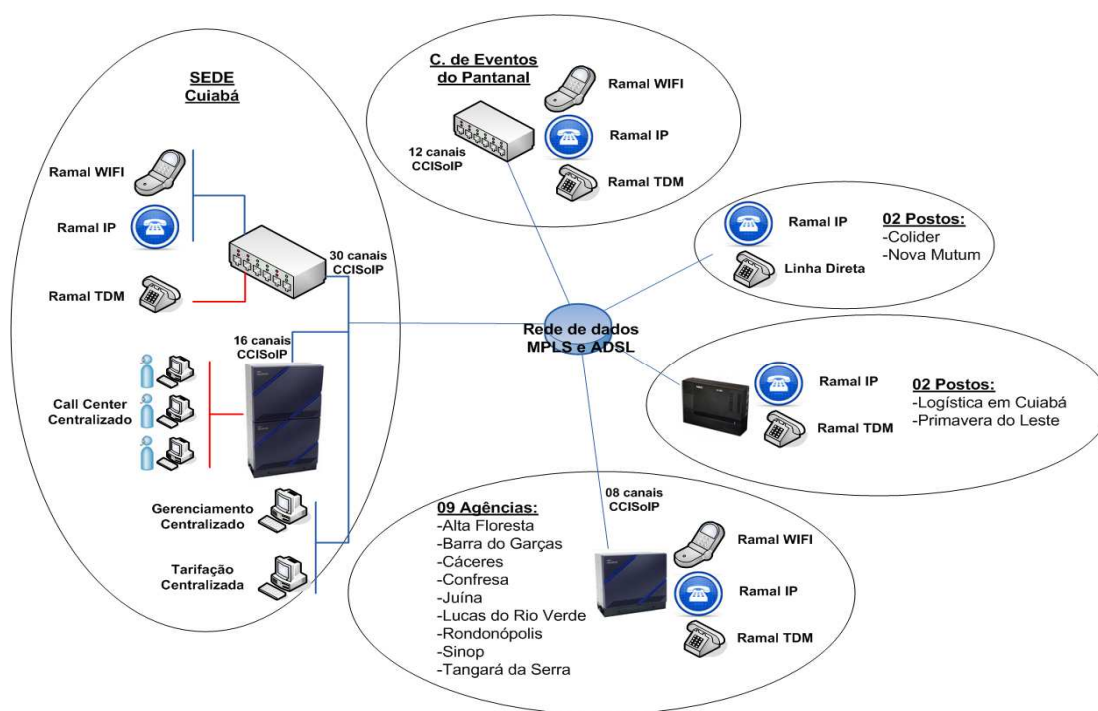 SEDE
Cuiabá
Ramal WIFI
Ramal IP
Ramal TDM
30 canais
CCISoIP
16 canais
CCISoIP
Call Center
Centralizado
Gerenciamento
Centralizado
Tarifação
Centralizada
C. de Eventos
do Pantanal
12 canais
CCISoIP
Ramal WIFI
Ramal IP
Ramal TDM
Ramal IP
Linha Direta
02 Postos:
-Colider
-Nova Mutum
Rede de dados
MPLS e ADSL
Ramal IP
Ramal TDM
02 Postos:
-Logística em Cuiabá
-Primavera do Leste
09 Agências:
-Alta Floresta
-Barra do Garças
-Cáceres
-Confresa
-Juína
-Lucas do Rio Verde
-Rondonópolis
-Sinop
-Tangará da Serra
08 canais
CCISoIP
Ramal WIFI
Ramal IP
Ramal TDM